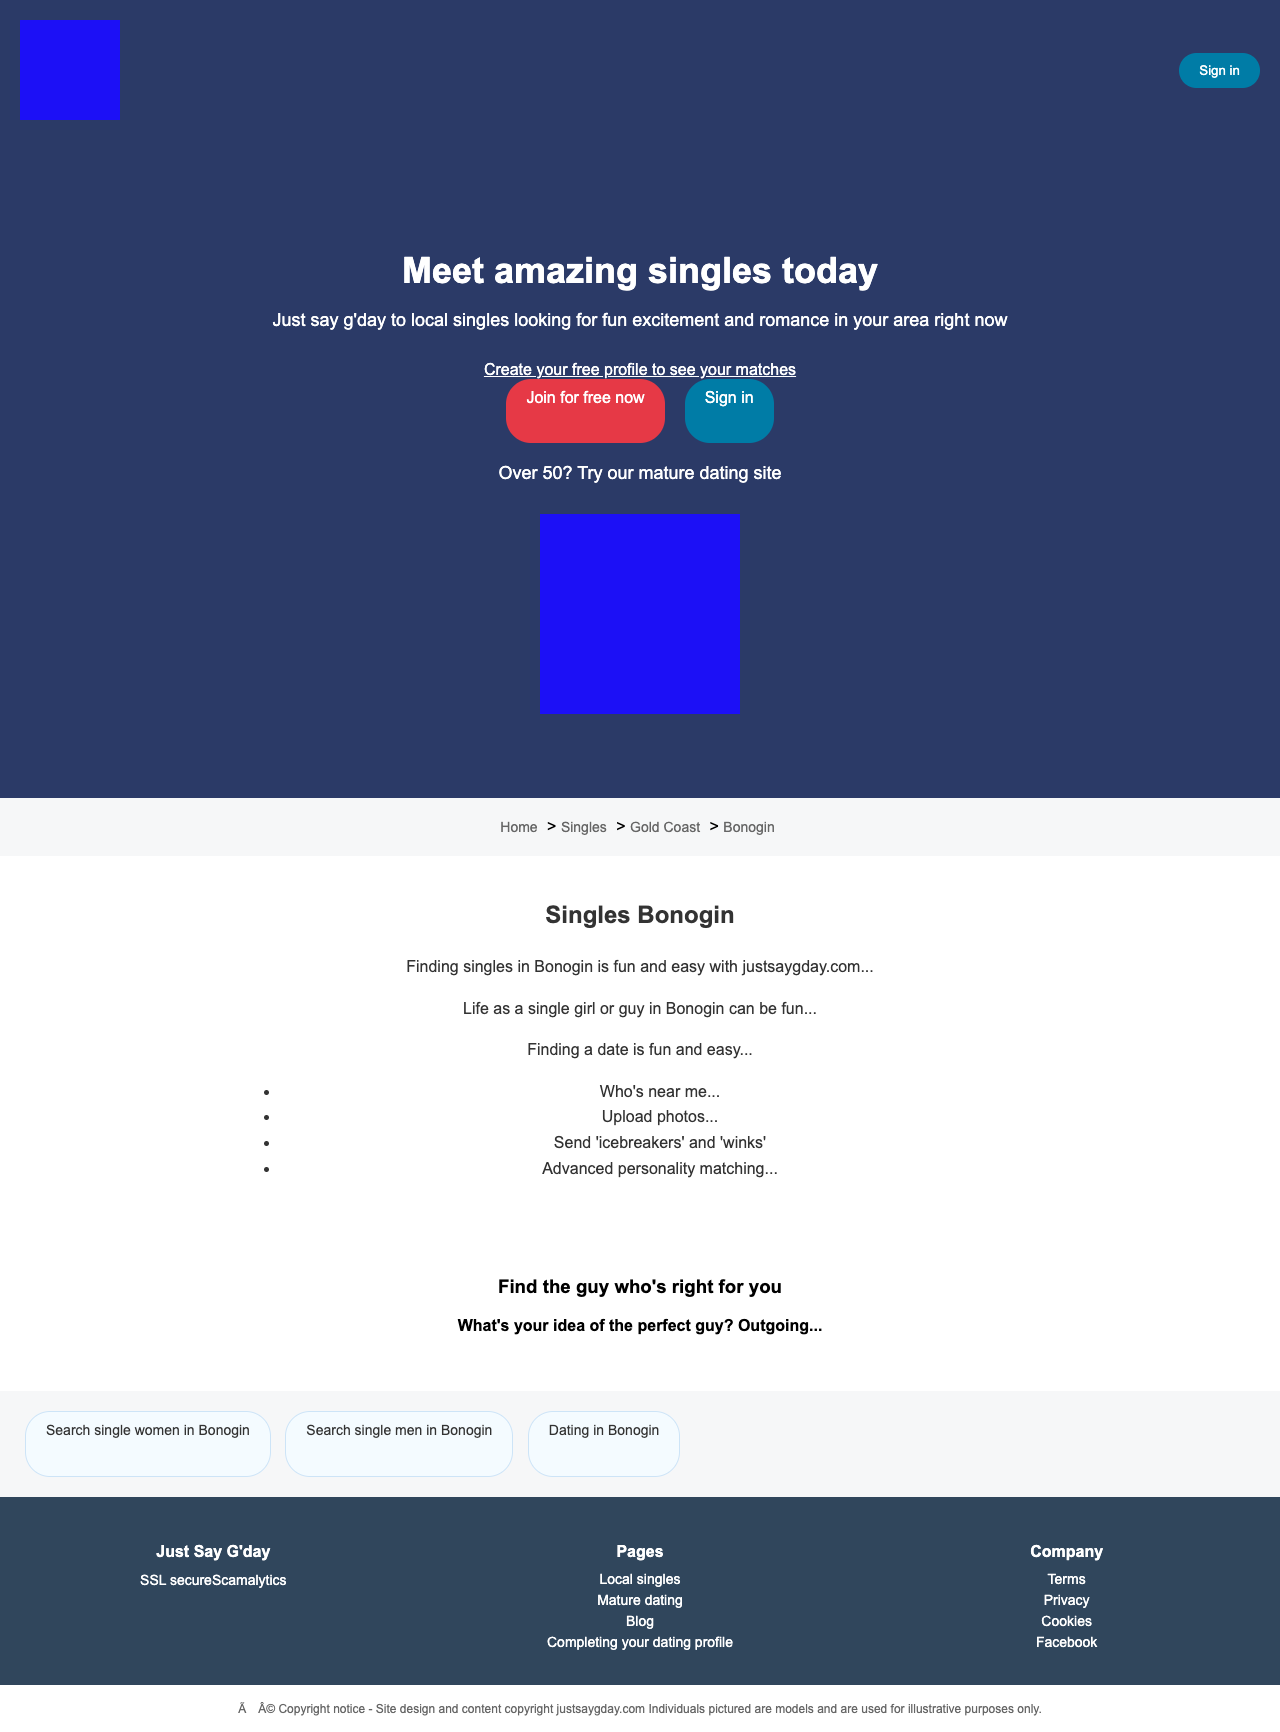 Sign in
Meet amazing singles today
Just say g'day to local singles looking for fun excitement and romance in your area right now
Create your free profile to see your matches
Join for free now
Sign in
Over 50? Try our mature dating site
Home > Singles > Gold Coast > Bonogin
Singles Bonogin
Finding singles in Bonogin is fun and easy with justsaygday.com...
Life as a single girl or guy in Bonogin can be fun...
Finding a date is fun and easy...
• Who's near me...
• Upload photos...
• Send 'icebreakers' and 'winks'
• Advanced personality matching...
Find the guy who's right for you
What's your idea of the perfect guy? Outgoing...
Search single women in Bonogin
Search single men in Bonogin
Dating in Bonogin
Just Say G'day
SSL secureScamalytics
Pages
Local singles
Mature dating
Blog
Completing your dating profile
Company
Terms
Privacy
Cookies
Facebook
Ã Â© Copyright notice - Site design and content copyright justsaygday.com Individuals pictured are models and are used for illustrative purposes only.